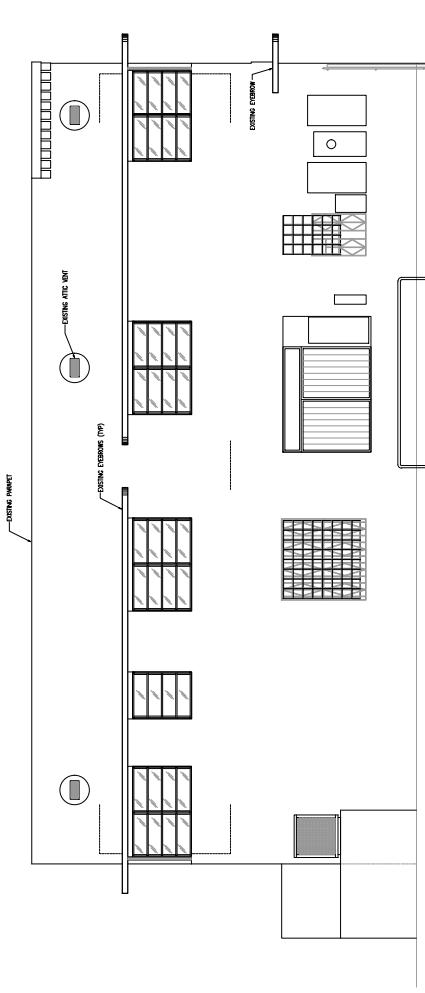 EXISTING PARAPET
EXISTING ATTIC VENT
EXISTING EYEBROWS (TYP)
EXISTING EYEBROW